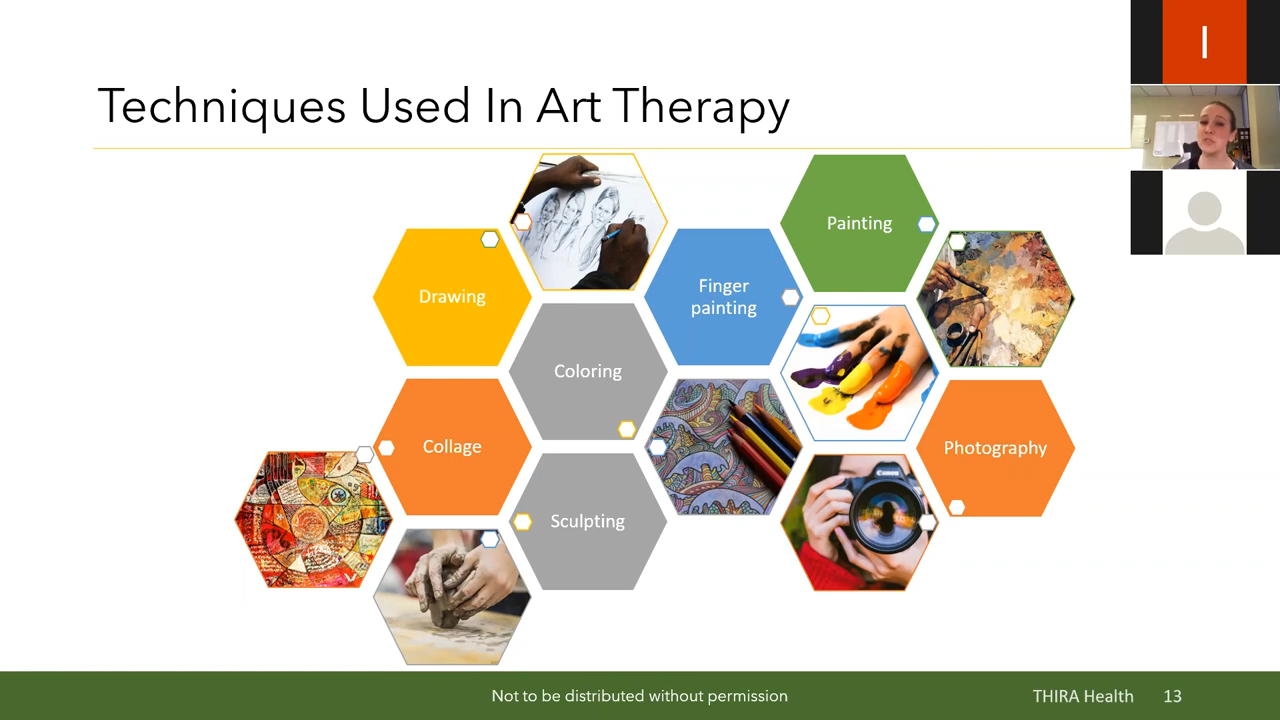 Techniques Used In Art Therapy
I
Painting
Drawing
Finger
painting
Coloring
Collage
Photography
Sculpting
Canon
Not to be distributed without permission
THIRA Health
13